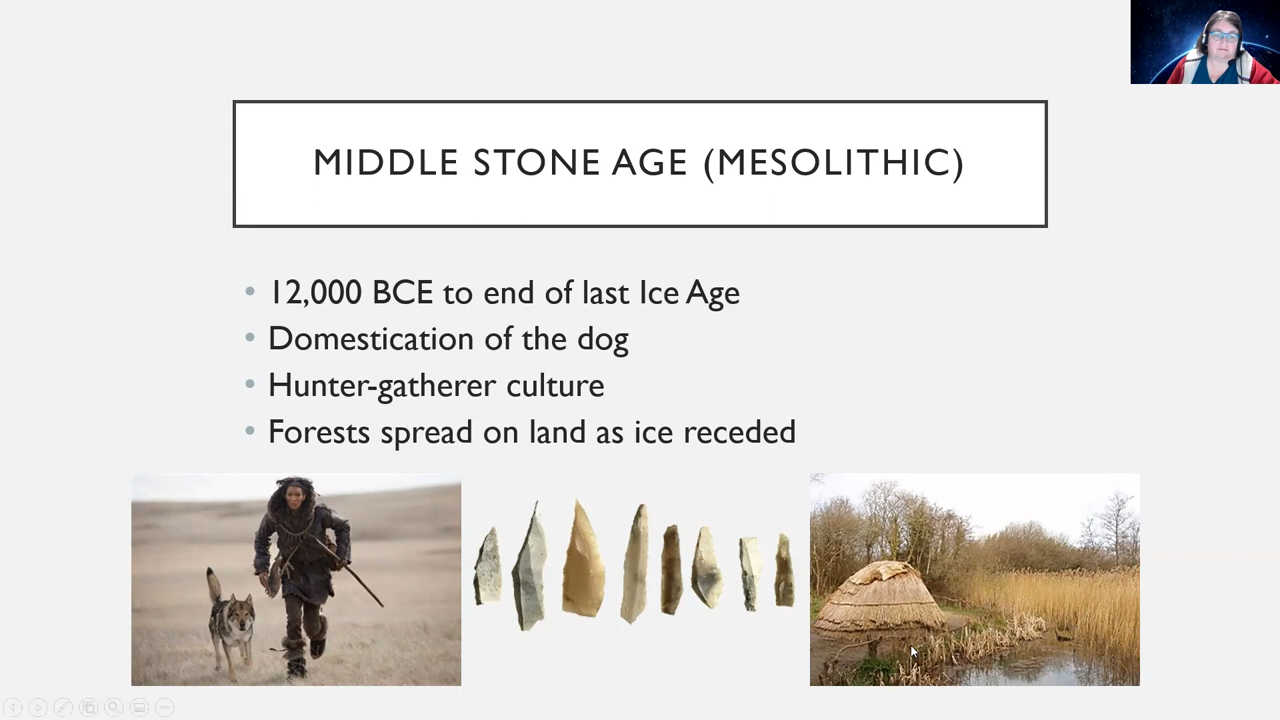 MIDDLE STONE AGE (MESOLITHIC)
• 12,000 BCE to end of last Ice Age
• Domestication of the dog
• Hunter-gatherer culture
• Forests spread on land as ice receded